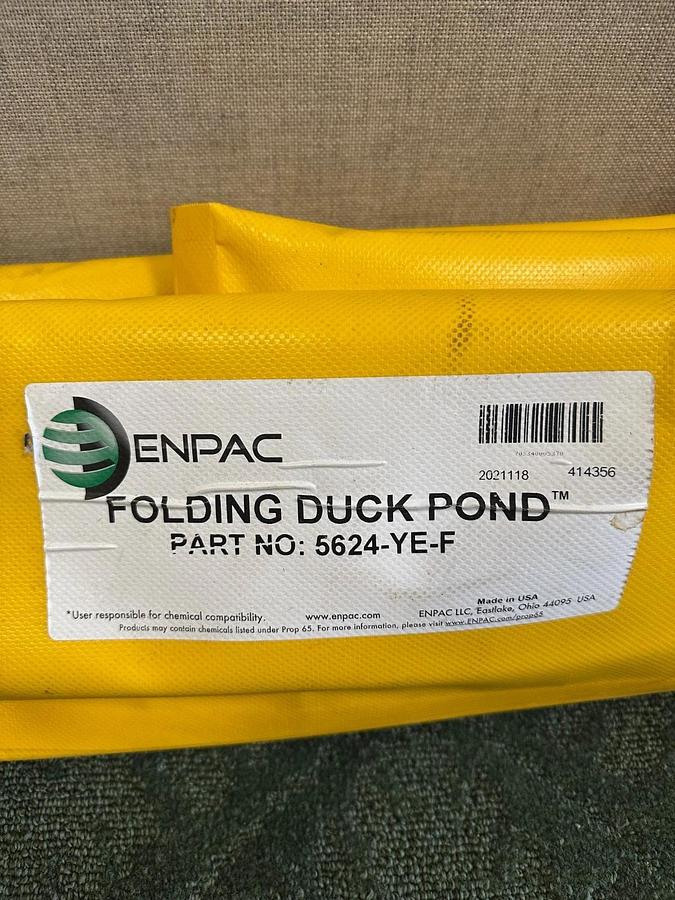 ENPAC
2021118 414356
FOLDING DUCK POND™
PART NO: 5624-YE-F
Made in USA
*User responsible for chemical compatibility. www.enpac.com ENPAC LLC, Eastlake, Ohio 44095 USA
Products may contain chemicals listed under Prop 65. For more information, please visit www.ENPAC.com/prop65